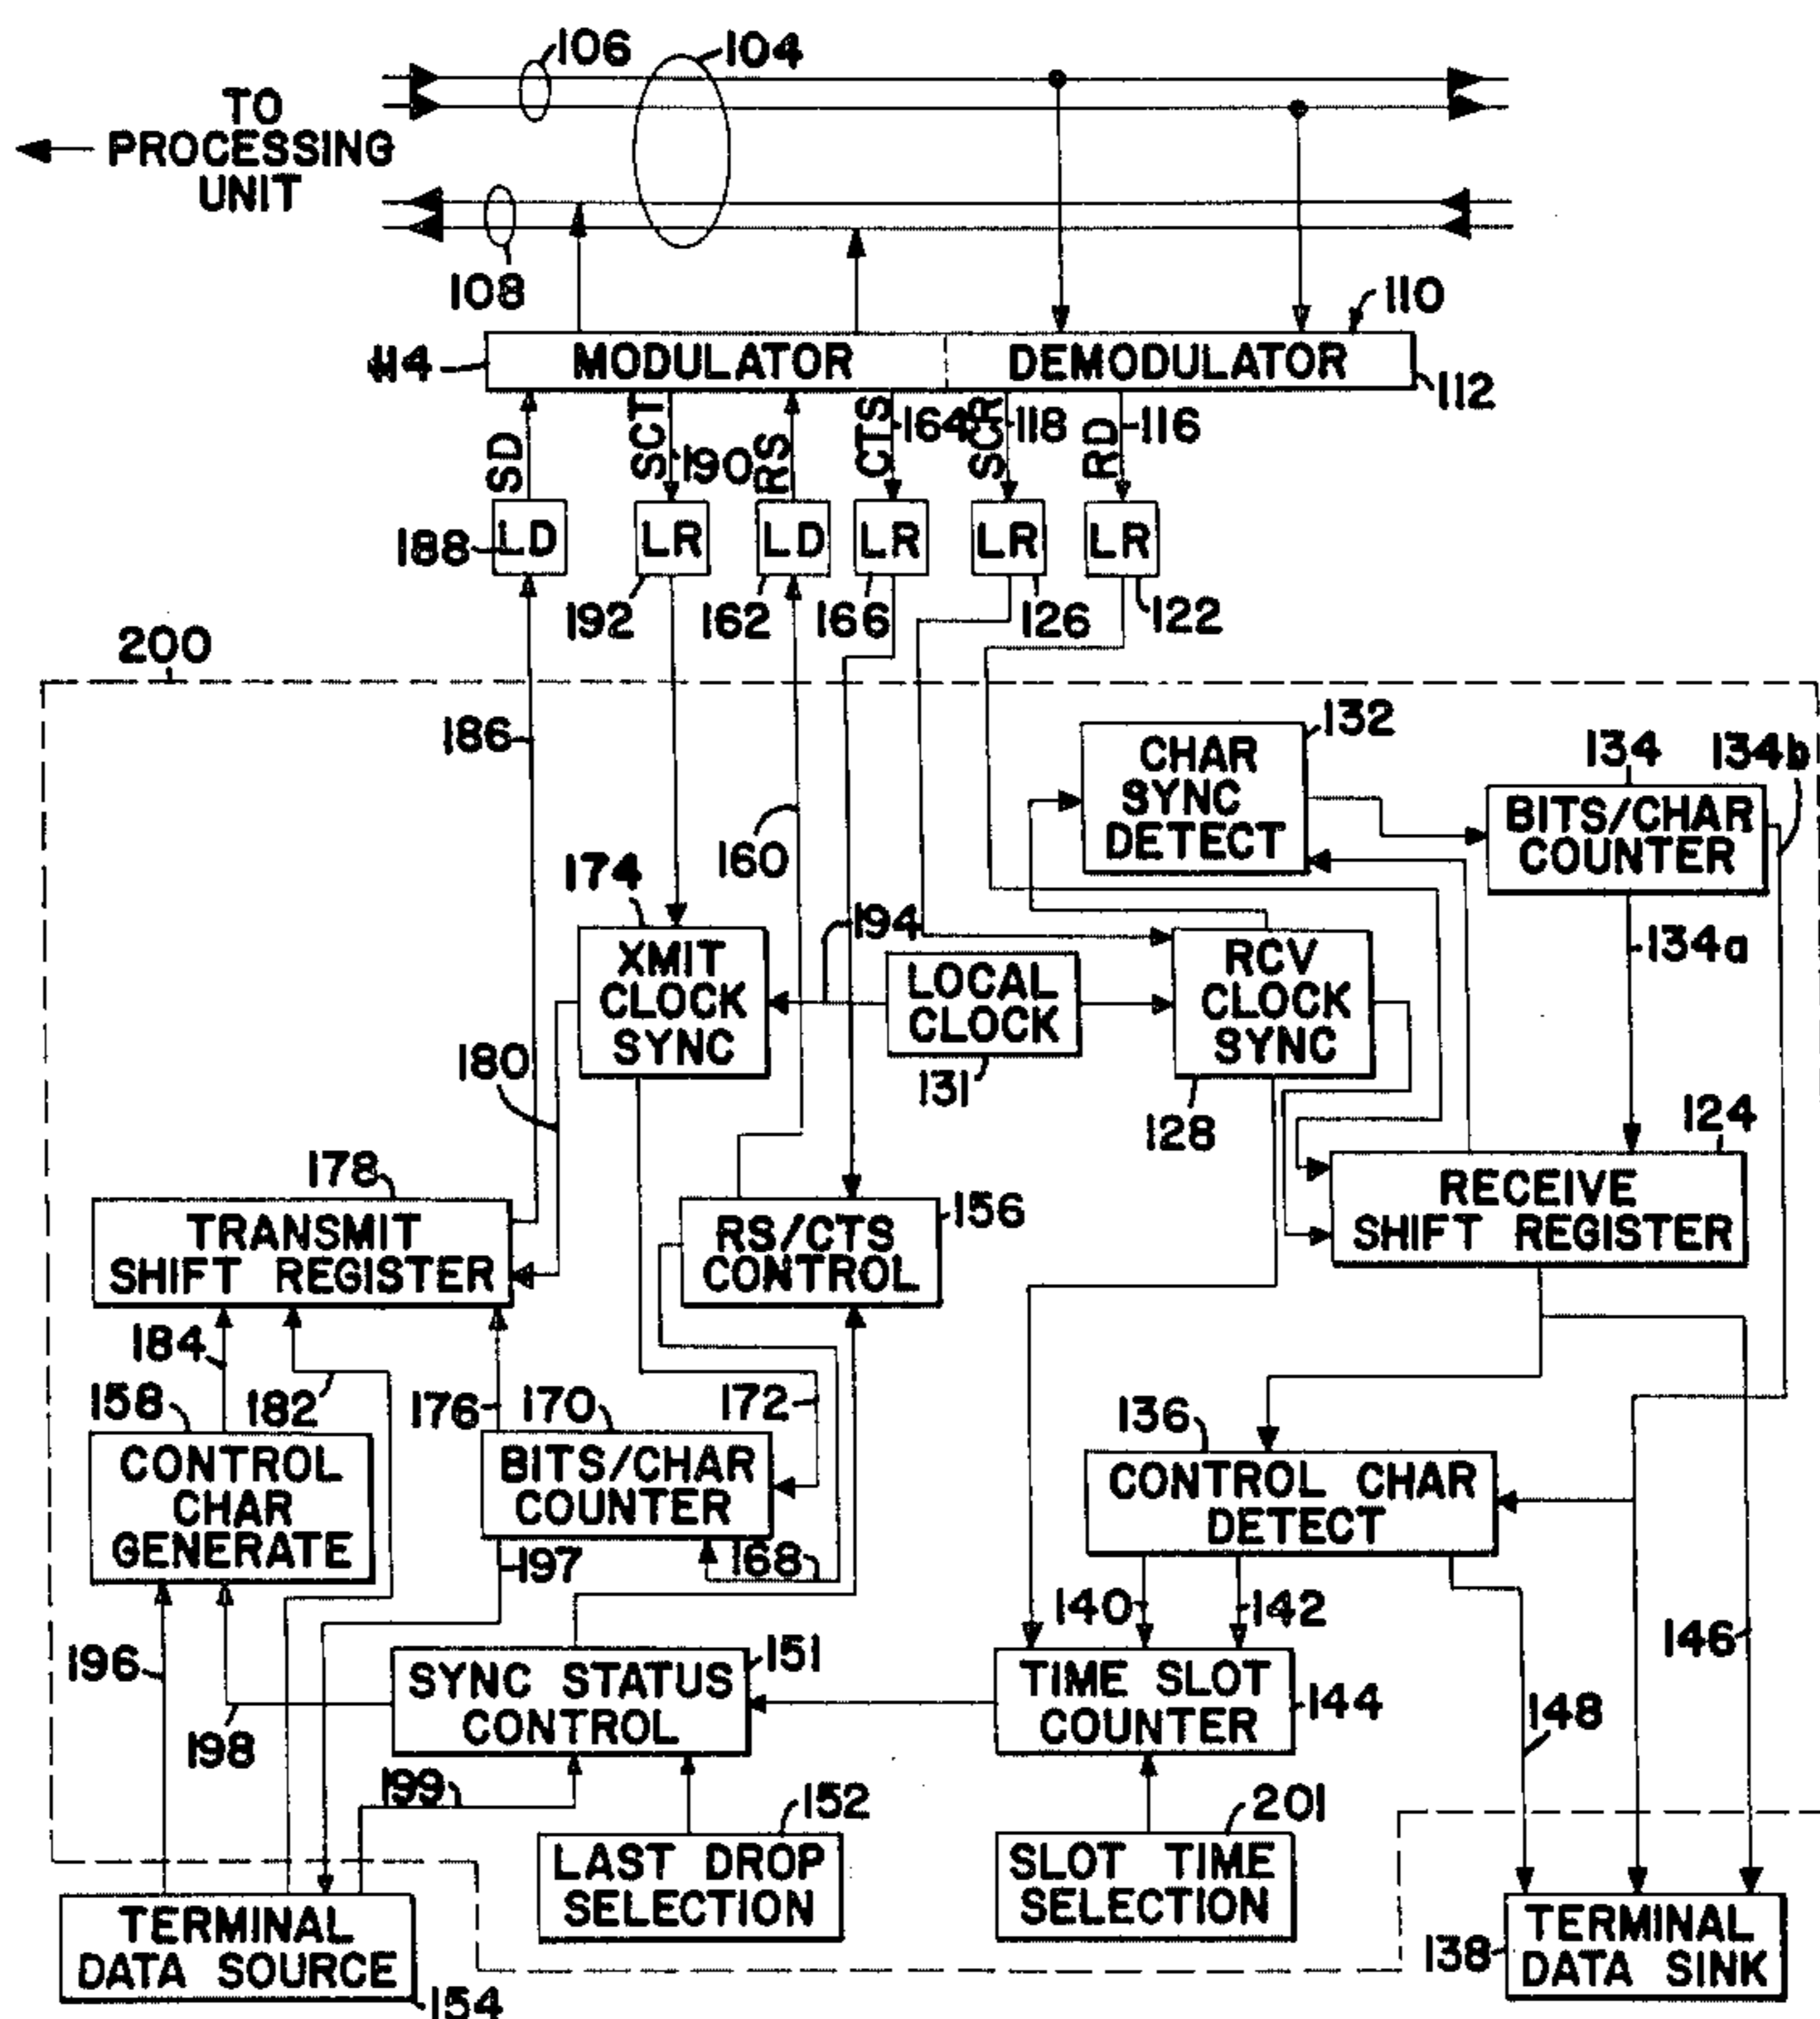 106
104
TO
PROCESSING
UNIT
108
110
114
MODULATOR
DEMODULATOR
112
SD
SCT
190
RS
CTS
164
SCR
118
RD
116
188
LD
LR
LD
LR
LR
LR
192
162
166
126
122
200
186
132
134
134b
CHAR
SYNC
DETECT
BITS/CHAR
COUNTER
160
174
194
134a
XMIT
CLOCK
SYNC
LOCAL
CLOCK
RCV
CLOCK
SYNC
180
131
128
124
178
TRANSMIT
SHIFT REGISTER
RS/CTS
CONTROL
156
RECEIVE
SHIFT REGISTER
184
158
182
176
170
172
136
CONTROL
CHAR
GENERATE
BITS/CHAR
COUNTER
CONTROL CHAR
DETECT
197
168
140
142
146
196
SYNC STATUS
CONTROL
151
TIME SLOT
COUNTER
144
148
198
199
152
201
LAST DROP
SELECTION
SLOT TIME
SELECTION
TERMINAL
DATA SOURCE
154
138
TERMINAL
DATA SINK